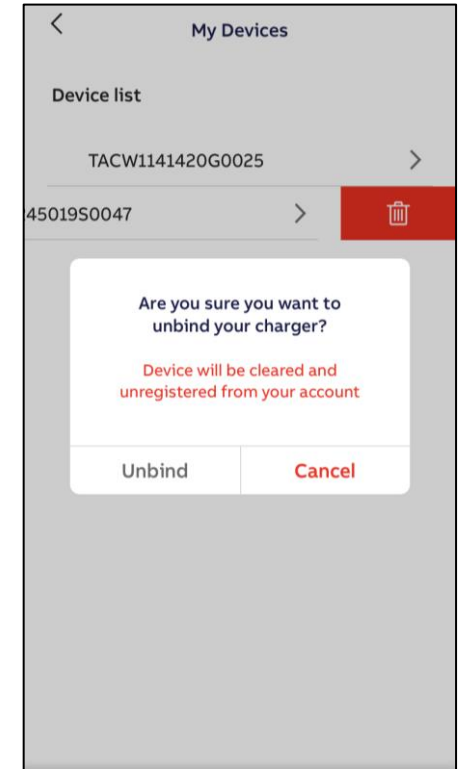 My Devices
Device list
TACW1141420G0025
45019S0047
Are you sure you want to
unbind your charger?
Device will be cleared and
unregistered from your account
Unbind
Cancel